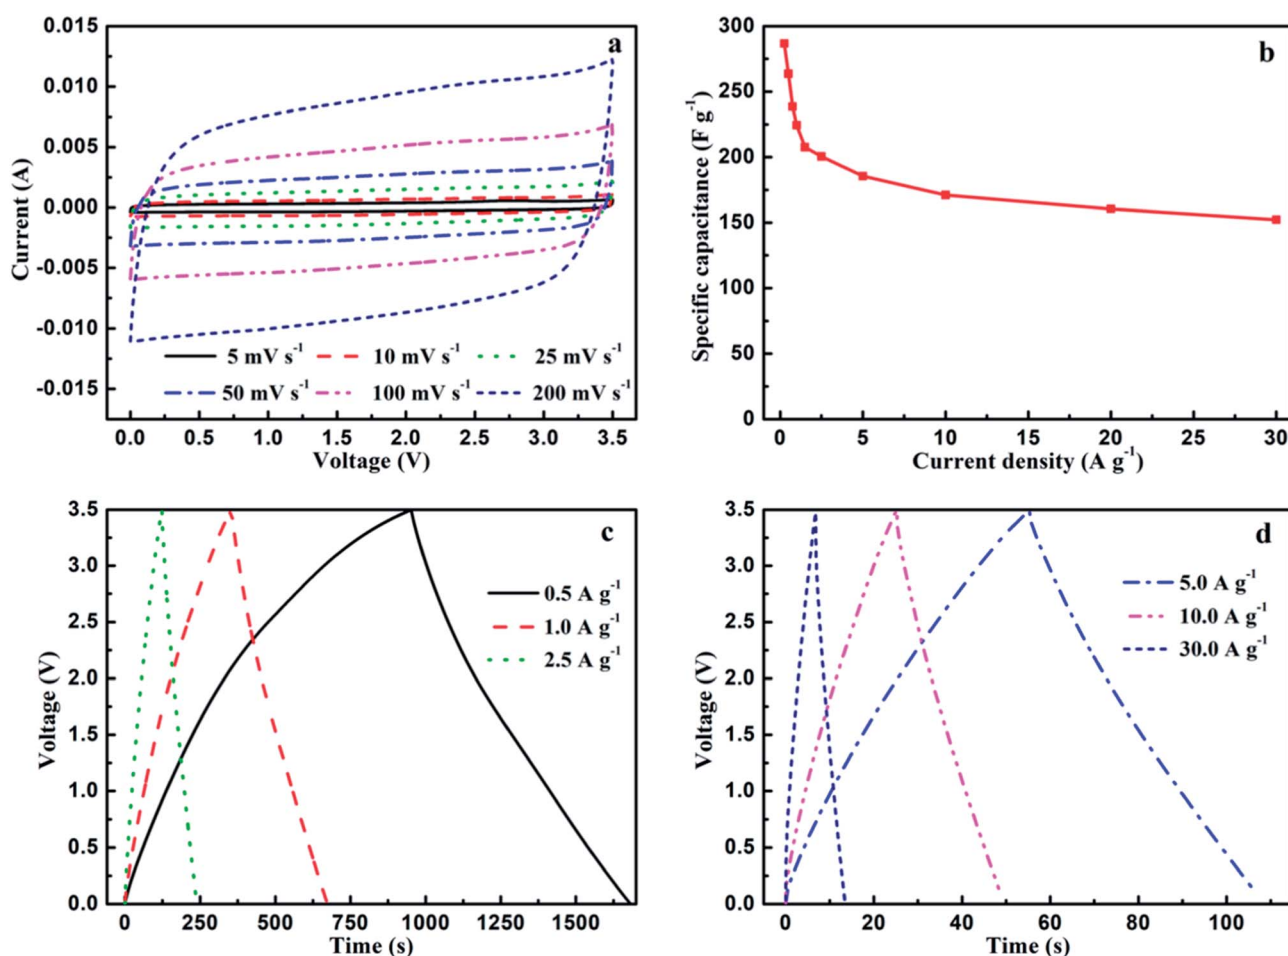 a
0.015
0.010
0.005
0.000
-0.005
-0.010
-0.015
Current (A)
5 mV s-1 10 mV s-1 25 mV s-1
50 mV s-1 100 mV s-1 200 mV s-1
0.0 0.5 1.0 1.5 2.0 2.5 3.0 3.5
Voltage (V)
b
300
250
200
150
100
50
0
Specific capacitance (F g-1)
0 5 10 15 20 25 30
Current density (A g-1)
c
3.5
3.0
2.5
2.0
1.5
1.0
0.5
0.0
Voltage (V)
0.5 A g-1
1.0 A g-1
2.5 A g-1
0 250 500 750 1000 1250 1500
Time (s)
d
3.5
3.0
2.5
2.0
1.5
1.0
0.5
0.0
Voltage (V)
5.0 A g-1
10.0 A g-1
30.0 A g-1
0 20 40 60 80 100
Time (s)